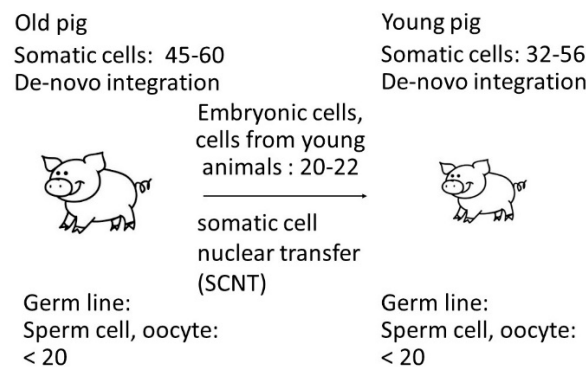 Old pig
Somatic cells: 45-60
De-novo integration
Embryonic cells,
cells from young
animals : 20-22
somatic cell
nuclear transfer
(SCNT)
Young pig
Somatic cells: 32-56
De-novo integration
Germ line:
Sperm cell, oocyte:
< 20
Germ line:
Sperm cell, oocyte:
< 20